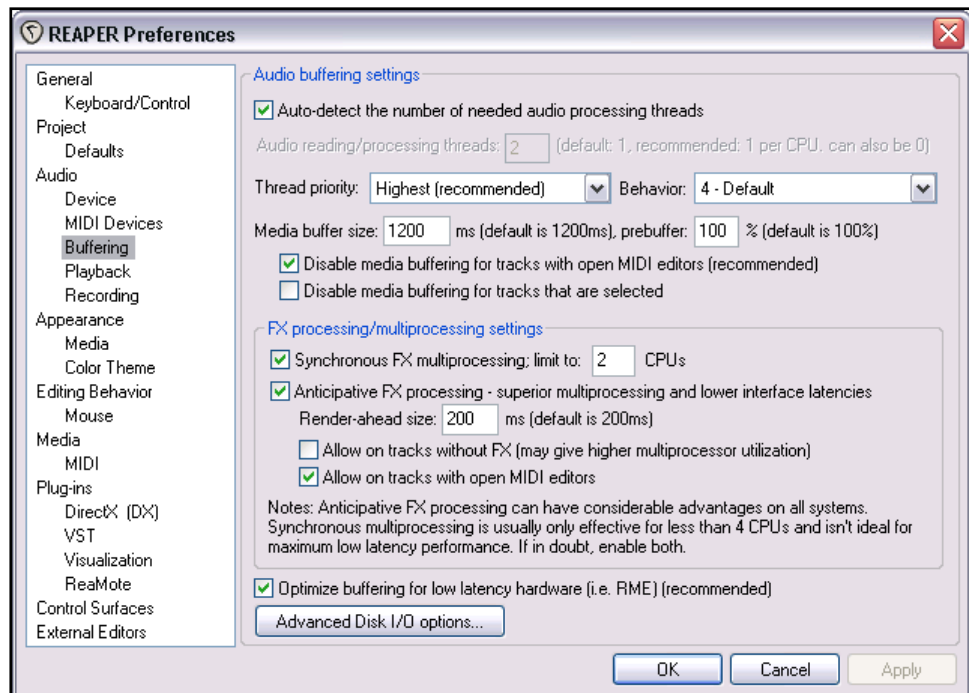 REAPER Preferences
General
Keyboard/Control
Project
Defaults
Audio
Device
MIDI Devices
Buffering
Playback
Recording
Appearance
Media
Color Theme
Editing Behavior
Mouse
Media
MIDI
Plug-ins
DirectX (DX)
VST
Visualization
ReaMote
Control Surfaces
External Editors
Audio buffering settings
Auto-detect the number of needed audio processing threads
Audio reading/processing threads: 2 (default: 1, recommended: 1 per CPU, can also be 0)
Thread priority: Highest (recommended) Behavior: 4 - Default
Media buffer size: 1200 ms (default is 1200ms), prebuffer: 100 % (default is 100%)
Disable media buffering for tracks with open MIDI editors (recommended)
Disable media buffering for tracks that are selected
FX processing/multiprocessing settings
Synchronous FX multiprocessing; limit to: 2 CPUs
Anticipative FX processing - superior multiprocessing and lower interface latencies
Render-ahead size: 200 ms (default is 200ms)
Allow on tracks without FX (may give higher multiprocessor utilization)
Allow on tracks with open MIDI editors
Notes: Anticipative FX processing can have considerable advantages on all systems.
Synchronous multiprocessing is usually only effective for less than 4 CPUs and isn't ideal for
maximum low latency performance. If in doubt, enable both.
Optimize buffering for low latency hardware (i.e. RME) (recommended)
Advanced Disk I/O options...
OK Cancel Apply